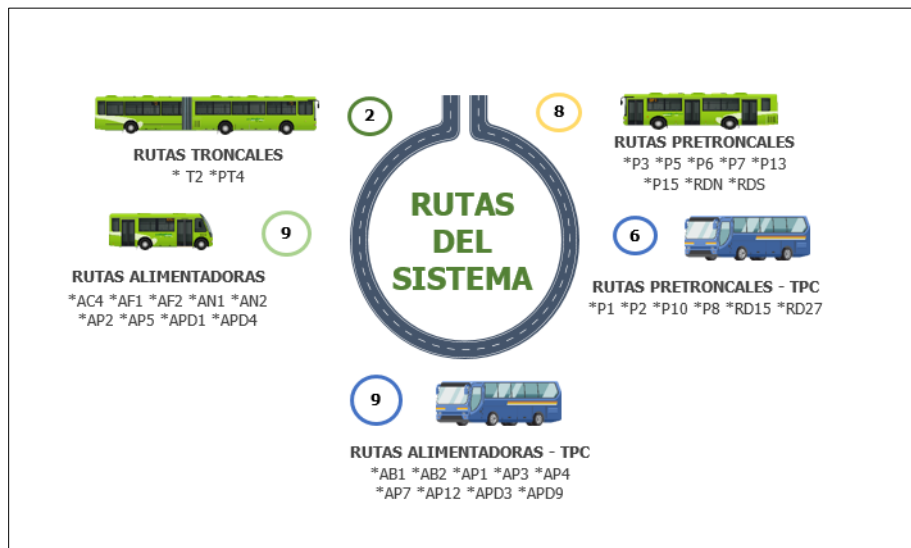 RUTAS DEL SISTEMA
2
RUTAS TRONCALES
* T2 *PT4
8
RUTAS PRETRONCALES
*P3 *P5 *P6 *P7 *P13
*P15 *RDN *RDS
9
RUTAS ALIMENTADORAS
*AC4 *AF1 *AF2 *AN1 *AN2
*AP2 *AP5 *APD1 *APD4
6
RUTAS PRETRONCALES - TPC
*P1 *P2 *P10 *P8 *RD15 *RD27
9
RUTAS ALIMENTADORAS - TPC
*AB1 *AB2 *AP1 *AP3 *AP4
*AP7 *AP12 *APD3 *APD9